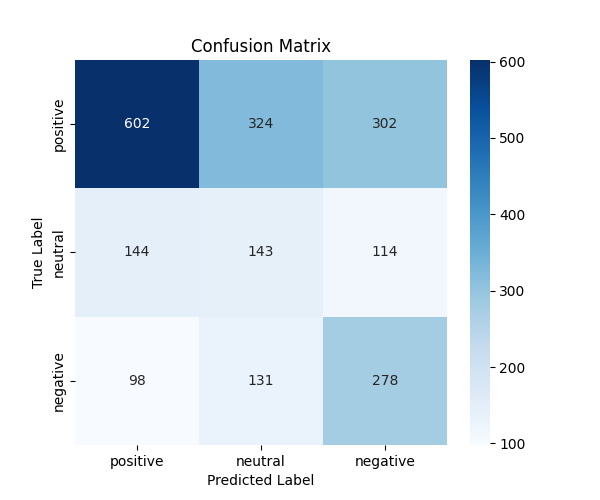 Confusion Matrix
True Label
positive
602
324
302
neutral
144
143
114
negative
98
131
278
positive
neutral
negative
Predicted Label
600
500
400
300
200
100